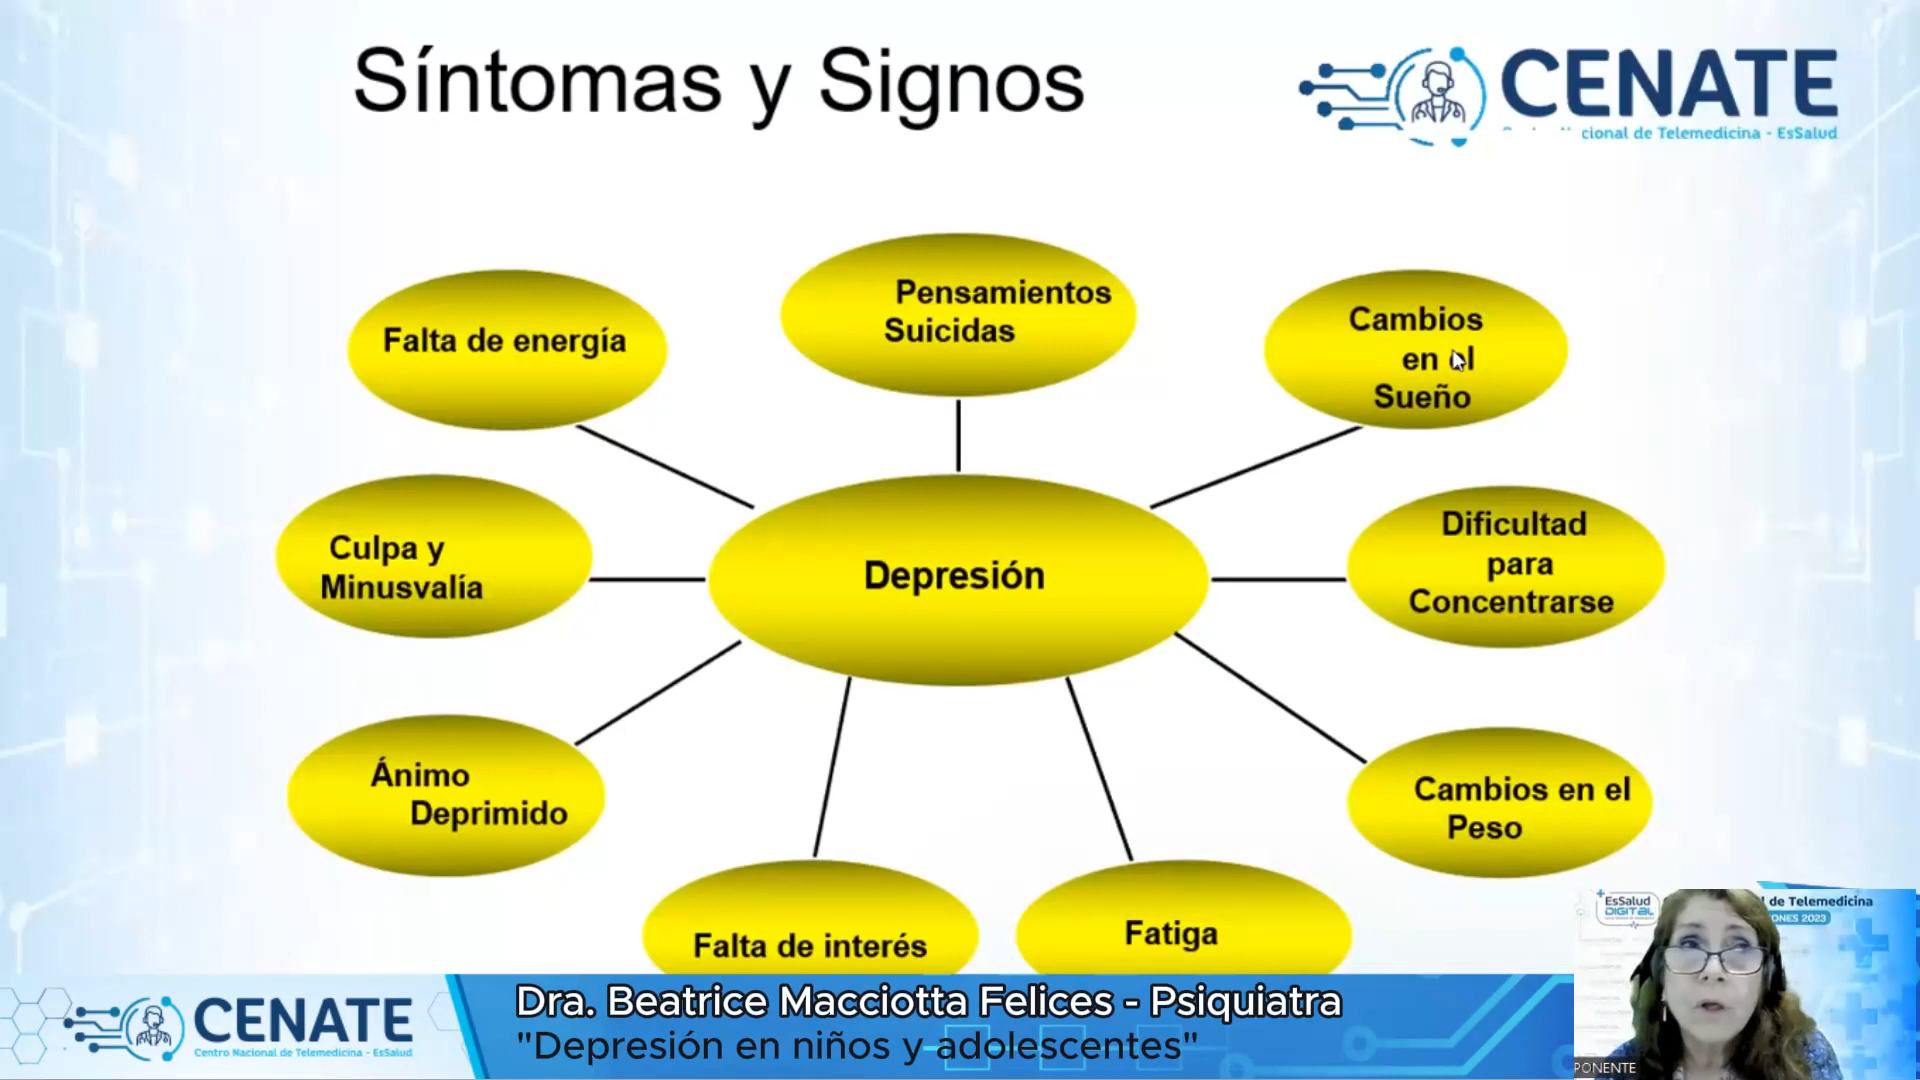 Síntomas y Signos
CENATE
cional de Telemedicina - EsSalud
Pensamientos
Suicidas
Falta de energía
Cambios
en el
Sueño
Culpa y
Minusvalía
Depresión
Dificultad
para
Concentrarse
Ánimo
Deprimido
Cambios en el
Peso
Falta de interés
Fatiga
EsSalud
DIGITAL
l de Telemedicina
IONES 2023
CENATE
Centro Nacional de Telemedicina - EsSalud
Dra. Beatrice Macciotta Felices - Psiquiatra
"Depresión en niños y adolescentes"
PONENTE